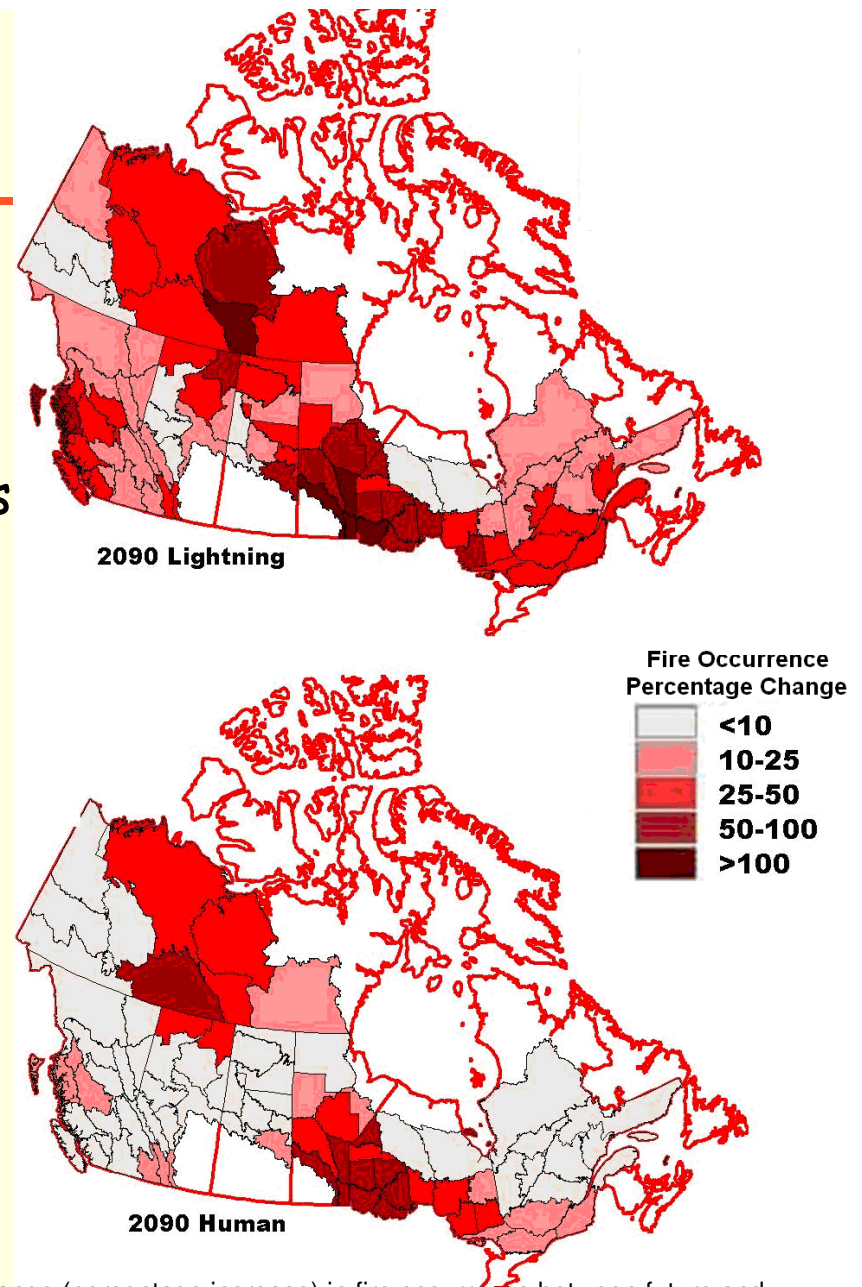 s
2090 Lightning
Fire Occurrence
Percentage Change
<10
10-25
25-50
50-100
>100
2090 Human